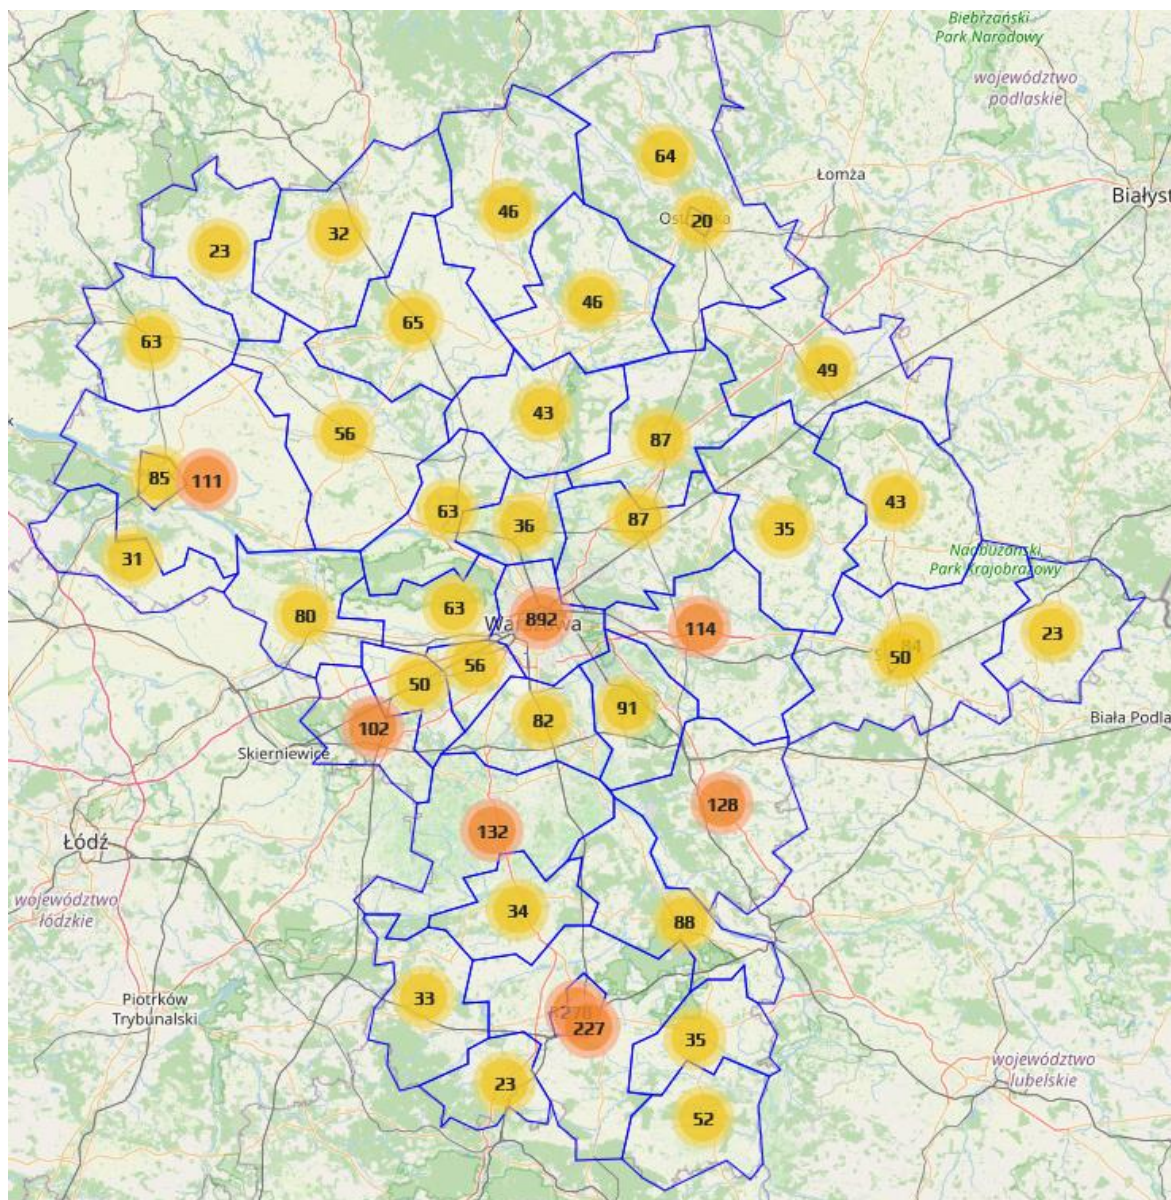 Biebrzański
Park Narodowy
województwo
podlaskie
64
Łomża
Białyst
46
20
32
23
46
65
63
49
43
56
87
85
111
43
63
36
87
35
31
Nadbużański
Park Krajobrazowy
80
63
892
114
23
50
56
50
91
82
102
Biała Podla
Skierniewice
128
132
Łódź
województwo
łódzkie
34
88
33
Piotrków
Trybunalski
227
35
województwo
lubelskie
23
52